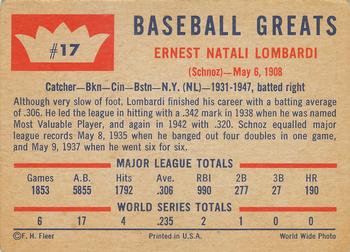 #17
BASEBALL GREATS
ERNEST NATALI LOMBARDI
(Schnoz)—May 6, 1908
Catcher—Bkn—Cin—Bstn—N.Y. (NL)—1931-1947, batted right
Although very slow of foot, Lombardi finished his career with a batting average
of .306. He led the league in hitting with a .342 mark in 1938 when he was named
Most Valuable Player, and again in 1942 with .320. Schnoz equalled major
league records May 8, 1935 when he banged out four doubles in one game,
and May 9, 1937 when he went six for six.
MAJOR LEAGUE TOTALS
Games A.B. Hits Ave. RBI 2B 3B HR
1853 5855 1792 .306 990 277 27 190
WORLD SERIES TOTALS
6 17 4 .235 2 1 0 0
©F. H. Fleer Printed in U.S.A. World Wide Photo